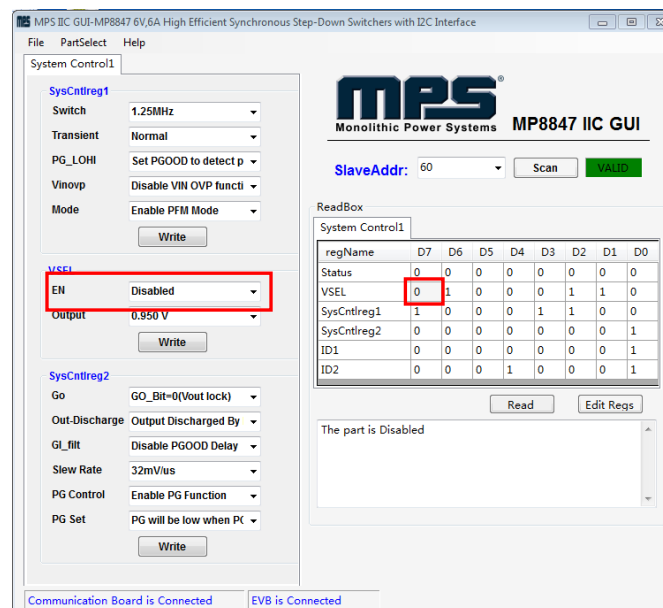 MPS IIC GUI-MP8847 6V,6A High Efficient Synchronous Step-Down Switchers with I2C Interface
File PartSelect Help
System Control1
SysCntlreg1
Switch 1.25MHz
Transient Normal
PG_LOHI Set PGOOD to detect p
Vinovp Disable VIN OVP functi
Mode Enable PFM Mode
Write
VSEL
EN Disabled
Output 0.950 V
Write
SysCntlreg2
Go GO_Bit=0(Vout lock)
Out-Discharge Output Discharged By
GI_filt Disable PGOOD Delay
Slew Rate 32mV/us
PG Control Enable PG Function
PG Set PG will be low when P(
Write
mPS®
Monolithic Power Systems MP8847 IIC GUI
SlaveAddr: 60 Scan VALID
ReadBox
System Control1
regName D7 D6 D5 D4 D3 D2 D1 D0
Status 0 0 0 0 0 0 0 0
VSEL 0 1 0 0 0 1 1 0
SysCntlreg1 1 0 0 0 1 1 0 0
SysCntlreg2 0 0 0 0 0 0 0 1
ID1 0 0 0 0 0 0 0 1
ID2 0 0 0 1 0 0 0 1
Read Edit Regs
The part is Disabled
Communication Board is Connected EVB is Connected